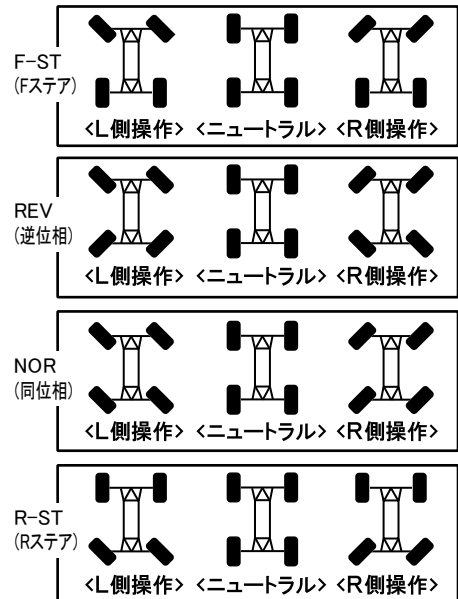 F-ST
(Fステア)
<L側操作> <ニュートラル> <R側操作>
REV
(逆位相)
<L側操作> <ニュートラル> <R側操作>
NOR
(同位相)
<L側操作> <ニュートラル> <R側操作>
R-ST
(Rステア)
<L側操作> <ニュートラル> <R側操作>